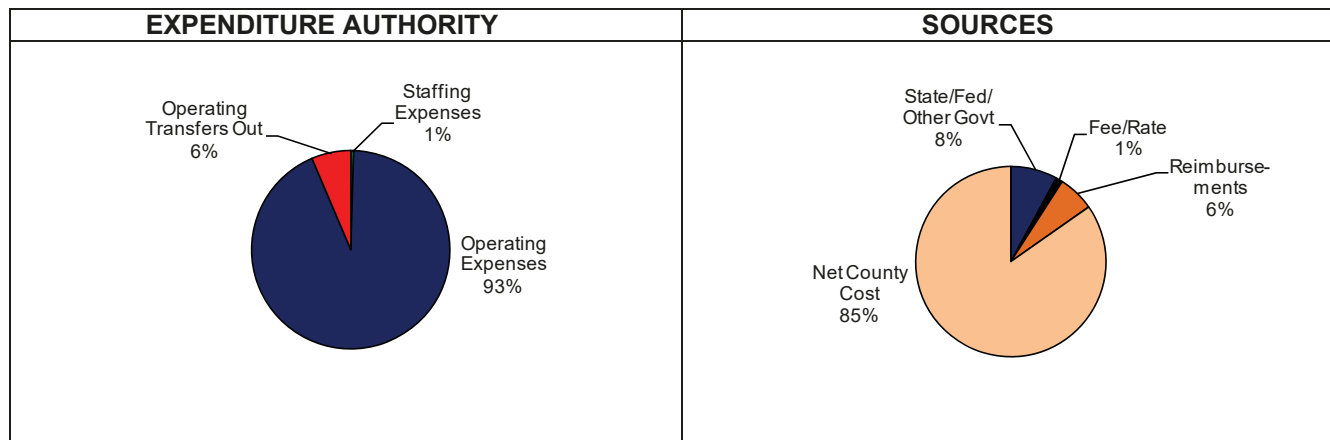 EXPENDITURE AUTHORITY
Staffing
Expenses
1%
Operating
Transfers Out
6%
Operating
Expenses
93%
SOURCES
State/Fed/
Other Govt
8%
Fee/Rate
1%
Reimburse-
ments
6%
Net County
Cost
85%